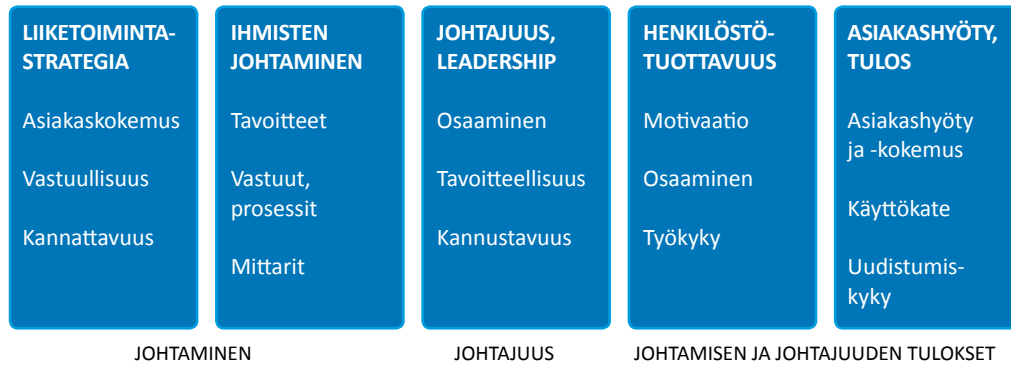 LIIKETOIMINTA-
STRATEGIA
Asiakaskokemus
Vastuullisuus
Kannattavuus
IHMISTEN
JOHTAMINEN
Tavoitteet
Vastuut,
prosessit
Mittarit
JOHTAJUUS,
LEADERSHIP
Osaaminen
Tavoitteellisuus
Kannustavuus
HENKILÖSTÖ-
TUOTTAVUUS
Motivaatio
Osaaminen
Työkyky
ASIAKASHYÖTY,
TULOS
Asiakashyöty
ja -kokemus
Käyttökate
Uudistumis-
kyky
JOHTAMINEN
JOHTAJUUS
JOHTAMISEN JA JOHTAJUUDEN TULOKSET